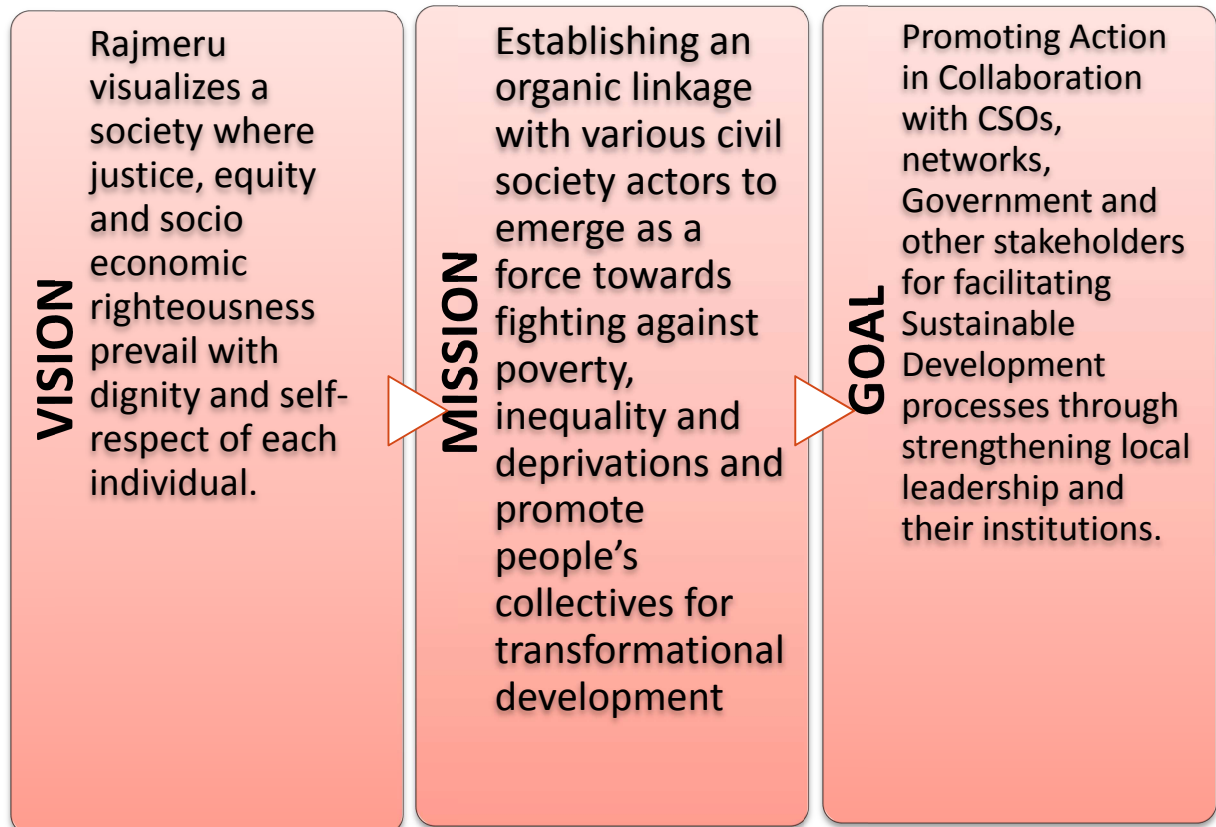 VISION
Rajmeru
visualizes a
society where
justice, equity
and socio
economic
righteousness
prevail with
dignity and self-
respect of each
individual.
MISSION
Establishing an
organic linkage
with various civil
society actors to
emerge as a
force towards
fighting against
poverty,
inequality and
deprivations and
promote
people’s
collectives for
transformational
development
GOAL
Promoting Action
in Collaboration
with CSOs,
networks,
Government and
other stakeholders
for facilitating
Sustainable
Development
processes through
strengthening local
leadership and
their institutions.